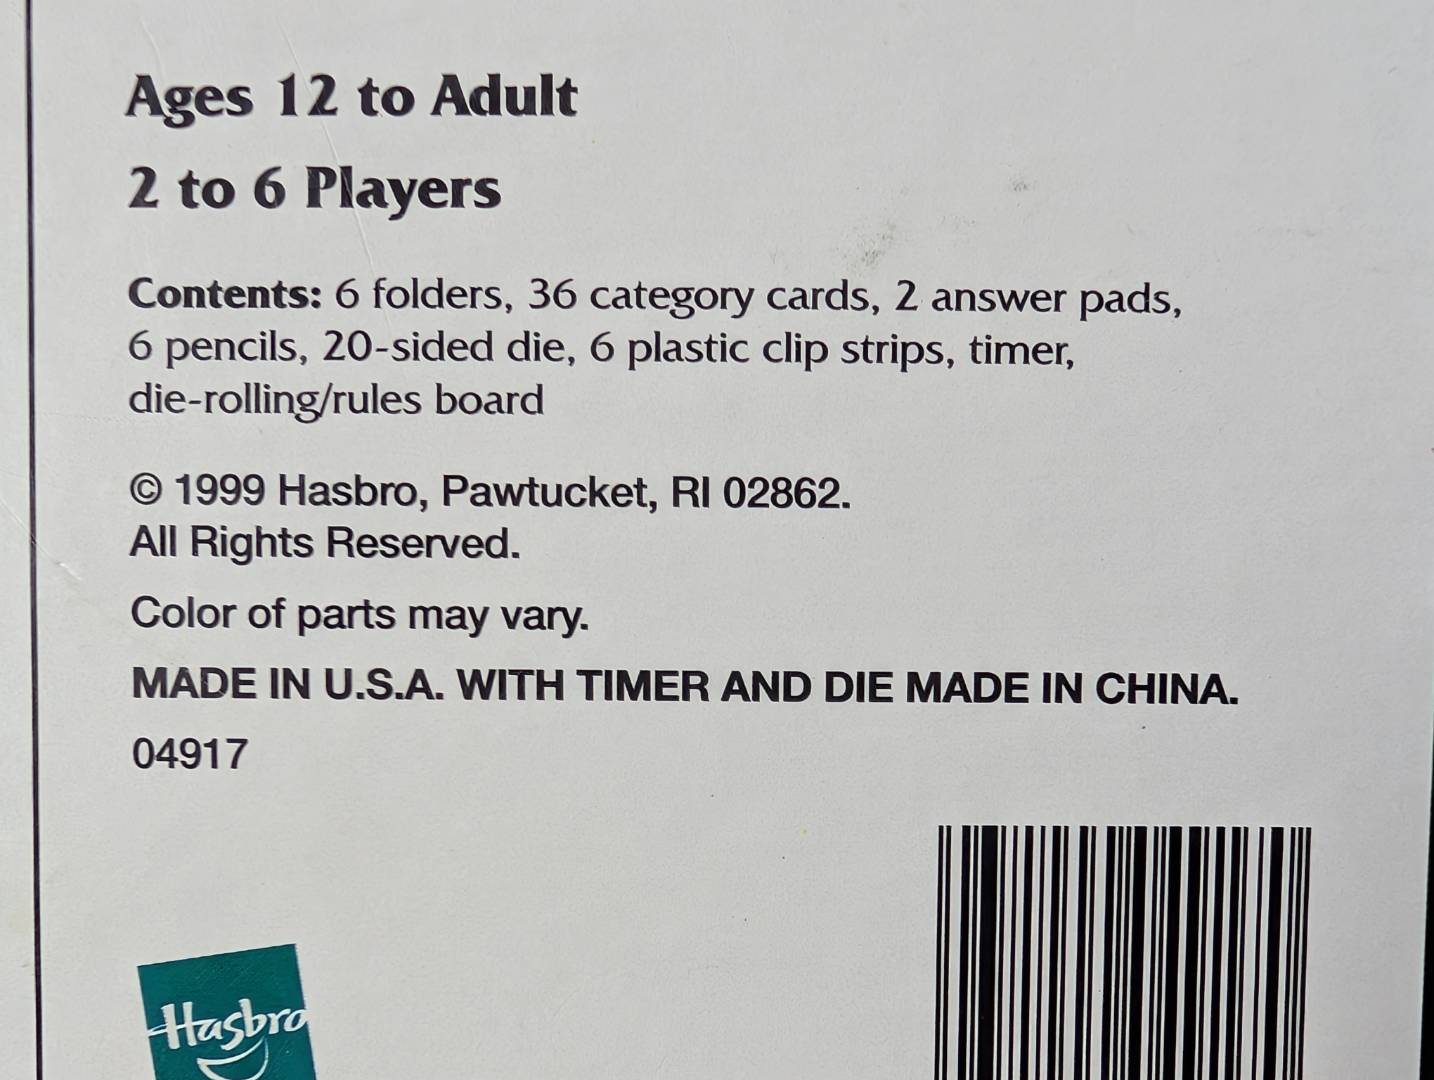 Ages 12 to Adult
2 to 6 Players
Contents: 6 folders, 36 category cards, 2 answer pads,
6 pencils, 20-sided die, 6 plastic clip strips, timer,
die-rolling/rules board
© 1999 Hasbro, Pawtucket, RI 02862.
All Rights Reserved.
Color of parts may vary.
MADE IN U.S.A. WITH TIMER AND DIE MADE IN CHINA.
04917
Hasbro